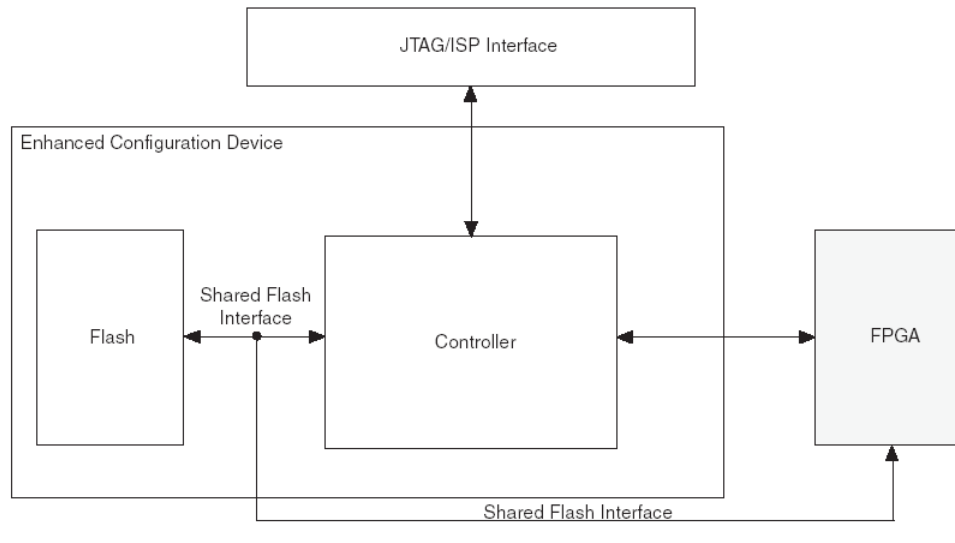 JTAG/ISP Interface
Enhanced Configuration Device
Shared Flash
Interface
Flash
Controller
FPGA
Shared Flash Interface